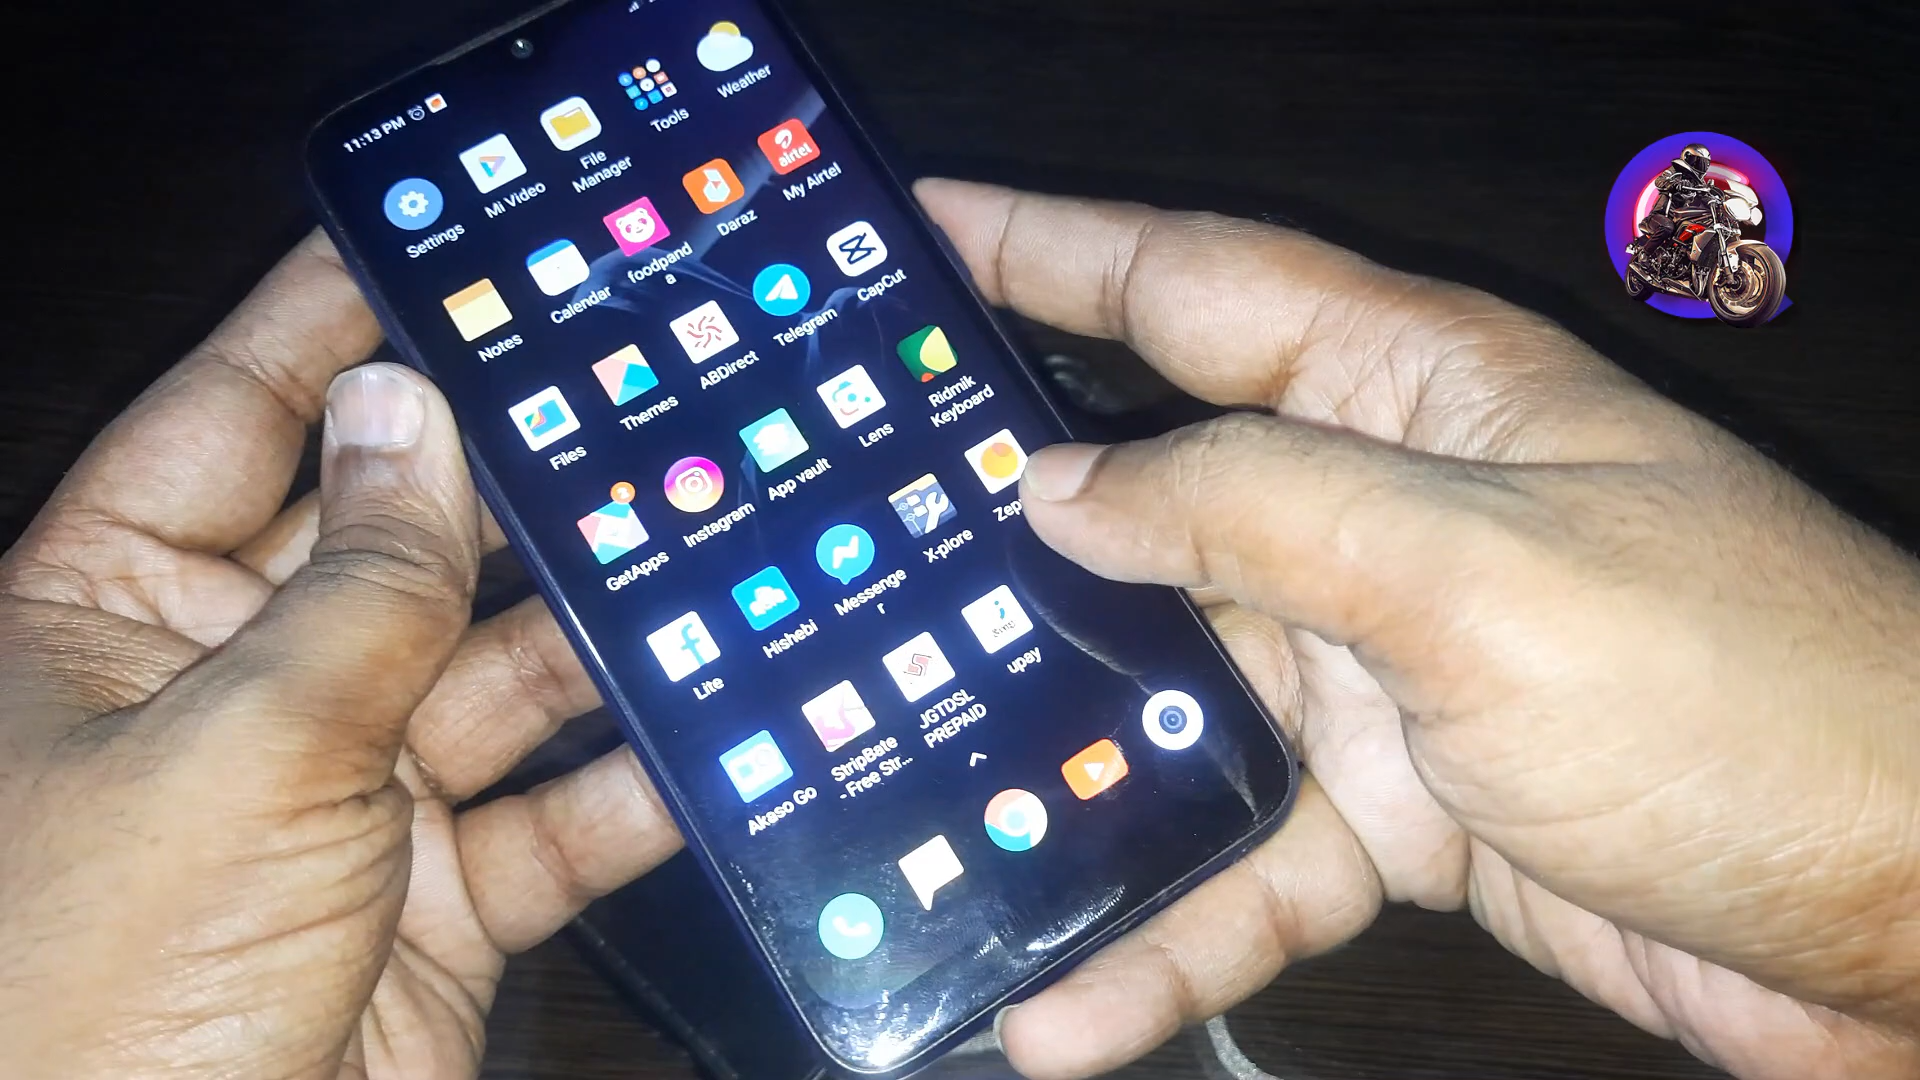 11:13 PM
Settings
Mi Video
File
Manager
Tools
Weather
Notes
Calendar
foodpand
a
Daraz
airtel
My Airtel
Files
Themes
ABDirect
Telegram
CapCut
2
GetApps
Instagram
App vault
Lens
Ridmik
Keyboard
Lite
Hishebi
Messenge
r
X-plore
Akaso Go
StripBate
- Free Str...
JGTDSL
PREPAID
upay